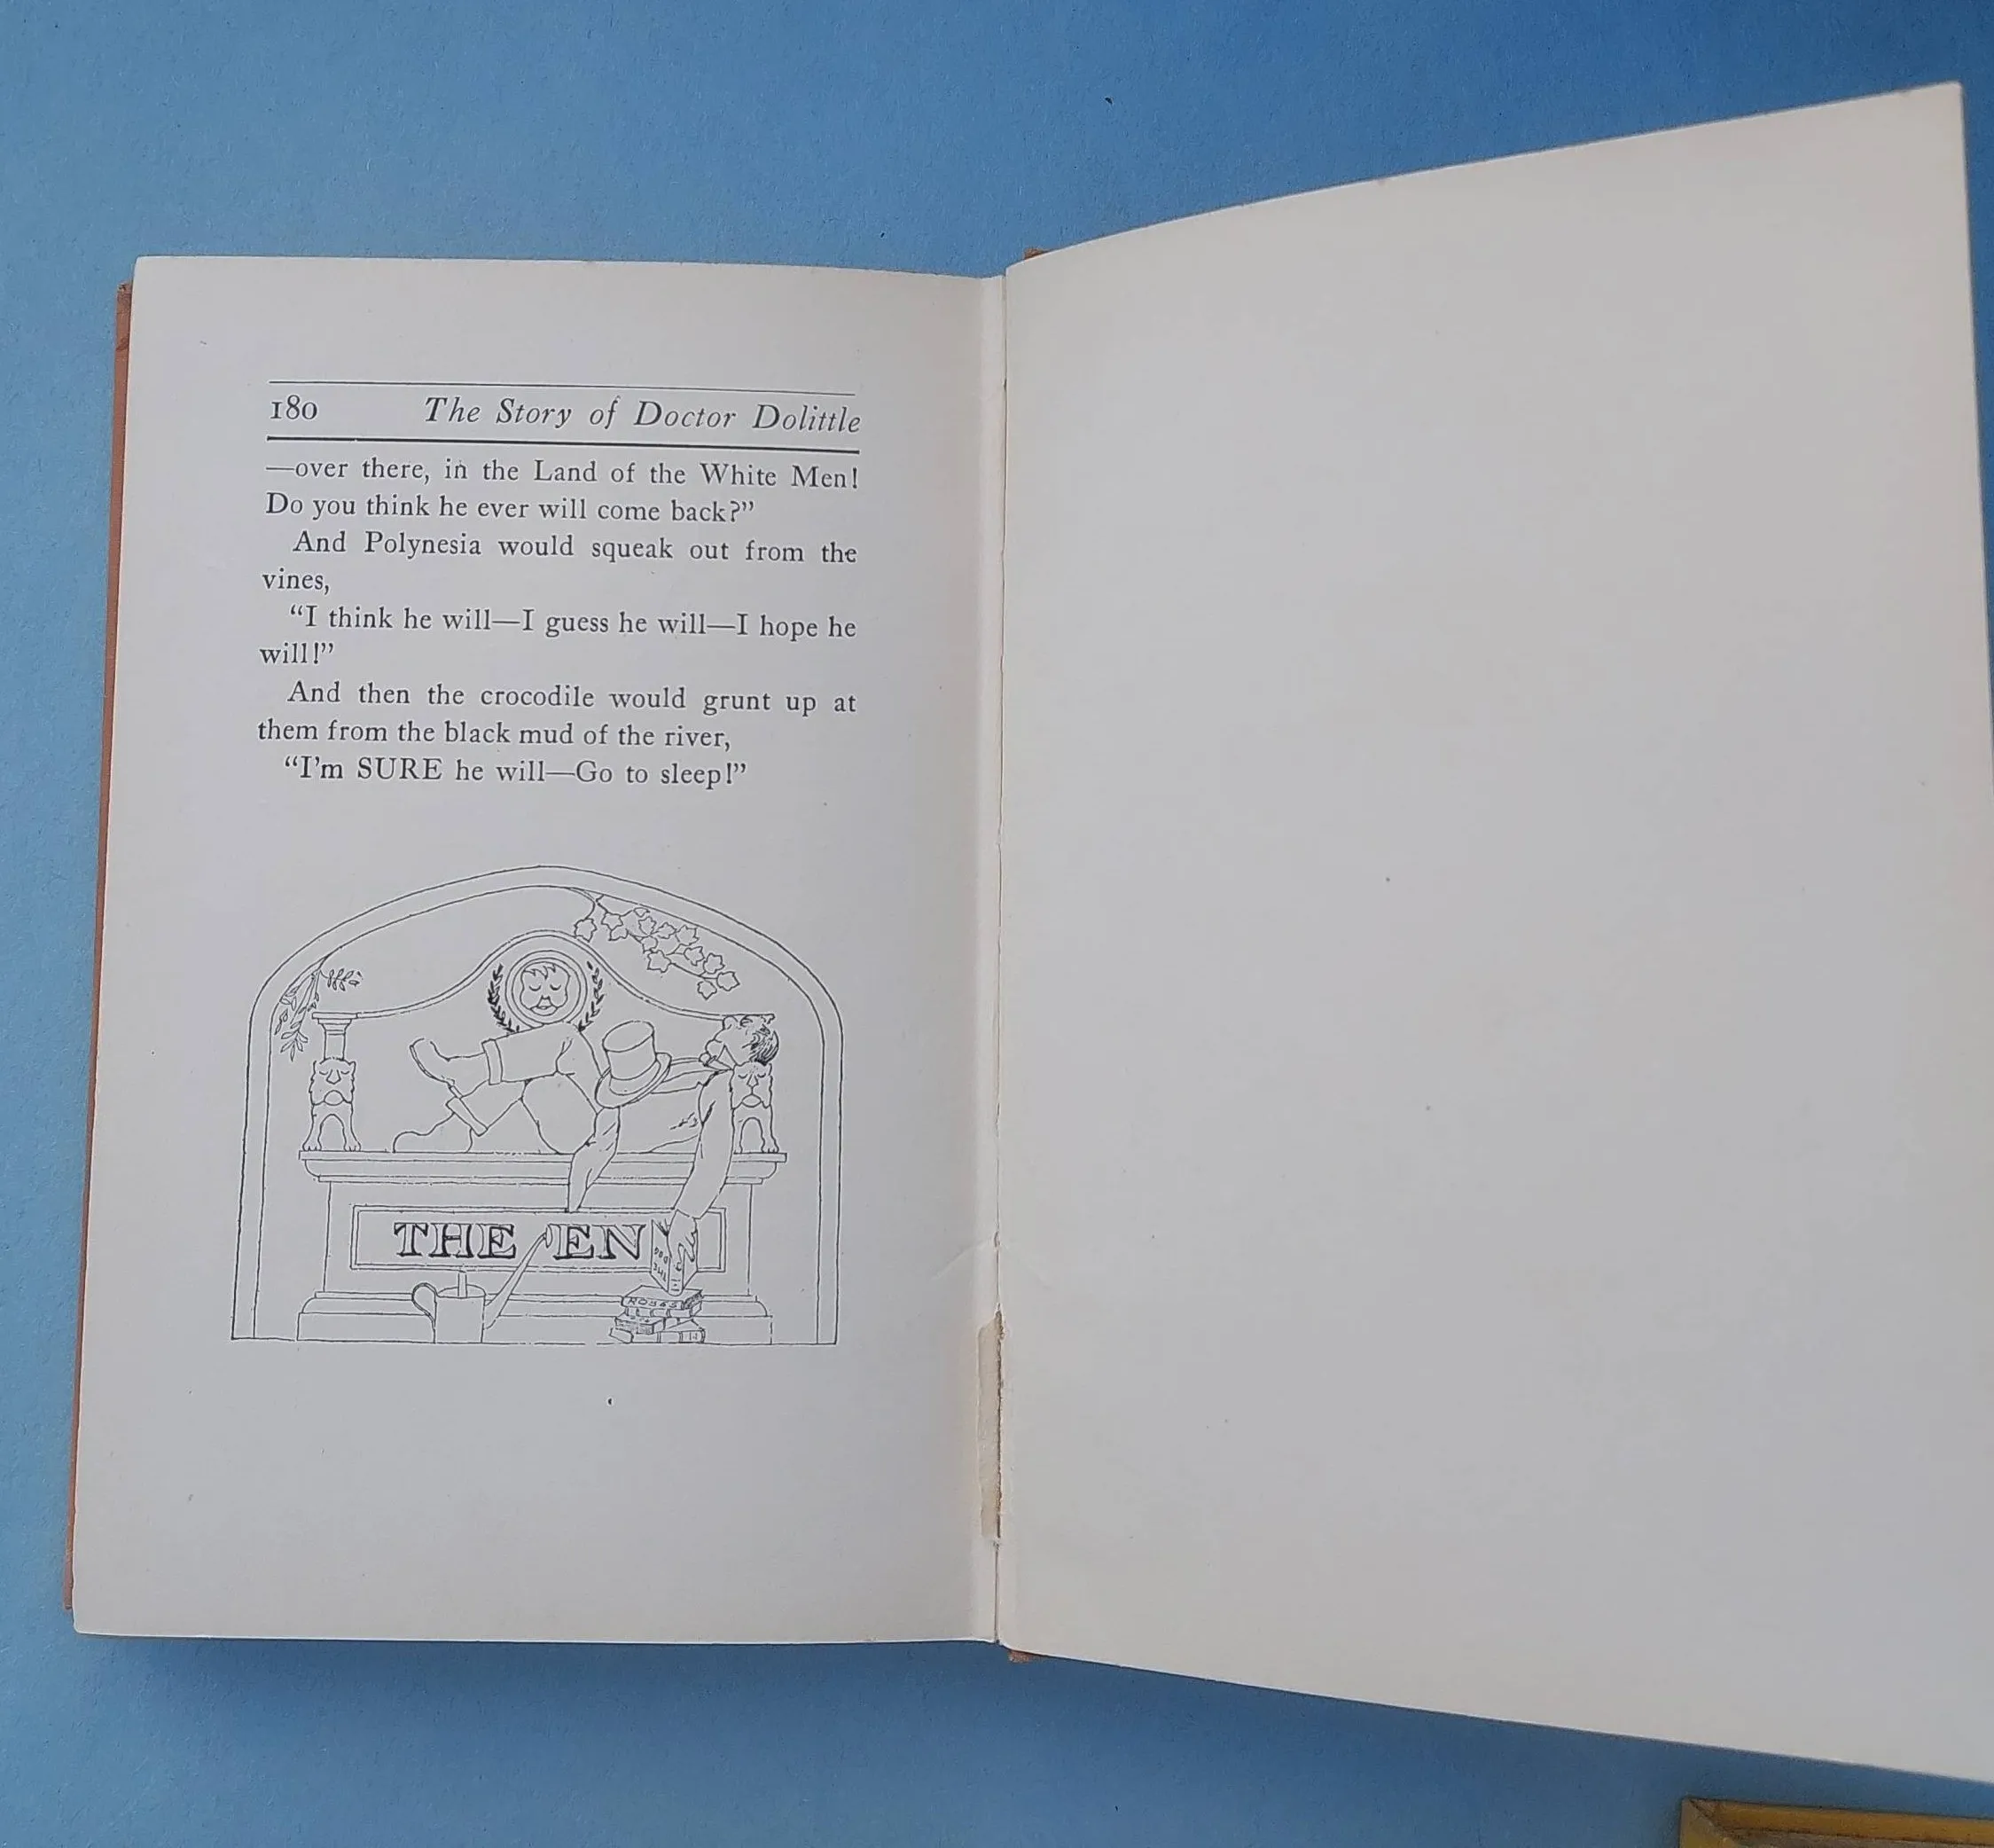 180 The Story of Doctor Dolittle
—over there, in the Land of the White Men!
Do you think he ever will come back?”
And Polynesia would squeak out from the
vines,
“I think he will—I guess he will—I hope he
will!”
And then the crocodile would grunt up at
them from the black mud of the river,
“I'm SURE he will—Go to sleep!”
THE EN